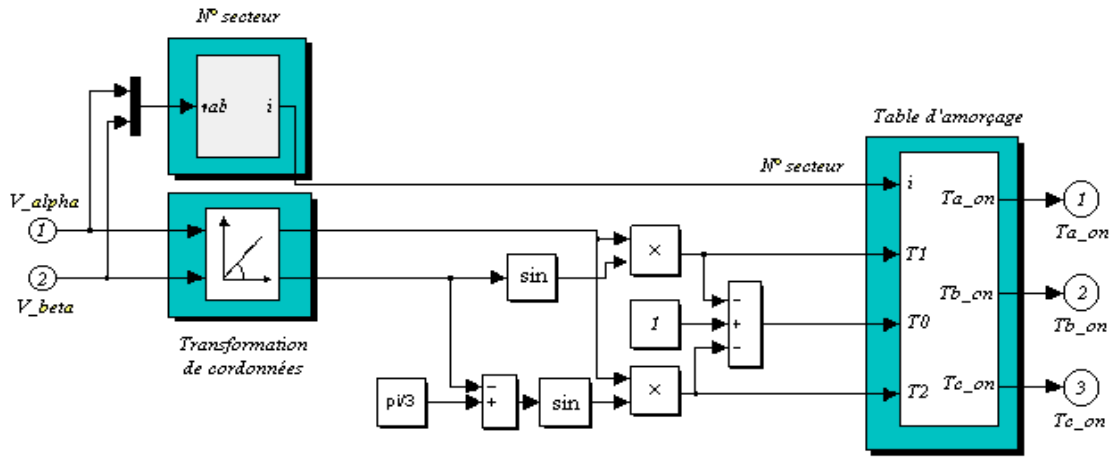 N° secteur
+ab
i
V_alpha
1
2
V_beta
Transformation
de cordonnées
sin
×
1
−
+
−
pi/3
−
+
sin
×
N° secteur
Table d'amorçage
i
T1
T0
T2
Ta_on
Tb_on
Tc_on
1
Ta_on
2
Tb_on
3
Tc_on